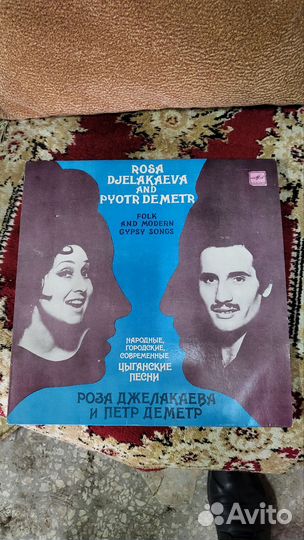 ROSA
DJELAKAEVA
AND
PYOTR DEMETR
FOLK
AND MODERN
GYPSY SONGS
НАРОДНЫЕ,
ГОРОДСКИЕ,
СОВРЕМЕННЫЕ
ЦЫГАНСКИЕ
ПЕСНИ
РОЗА ДЖЕЛАКАЕВА
И ПЕТР ДЕМЕТР
Avito